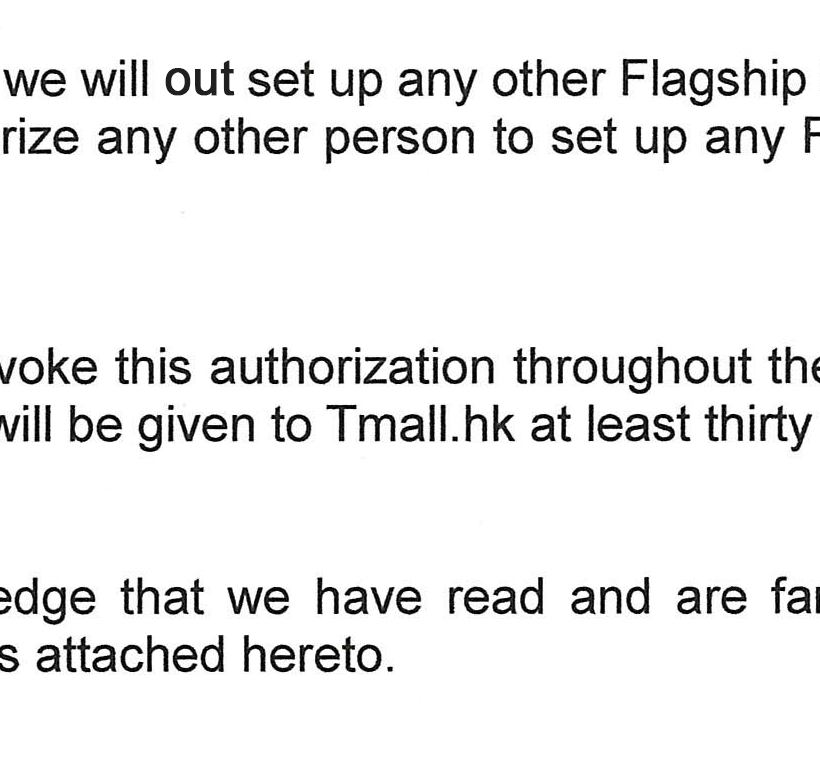 we will out set up any other Flagship
rize any other person to set up any F
voke this authorization throughout the
will be given to Tmall.hk at least thirty
edge that we have read and are far
s attached hereto.